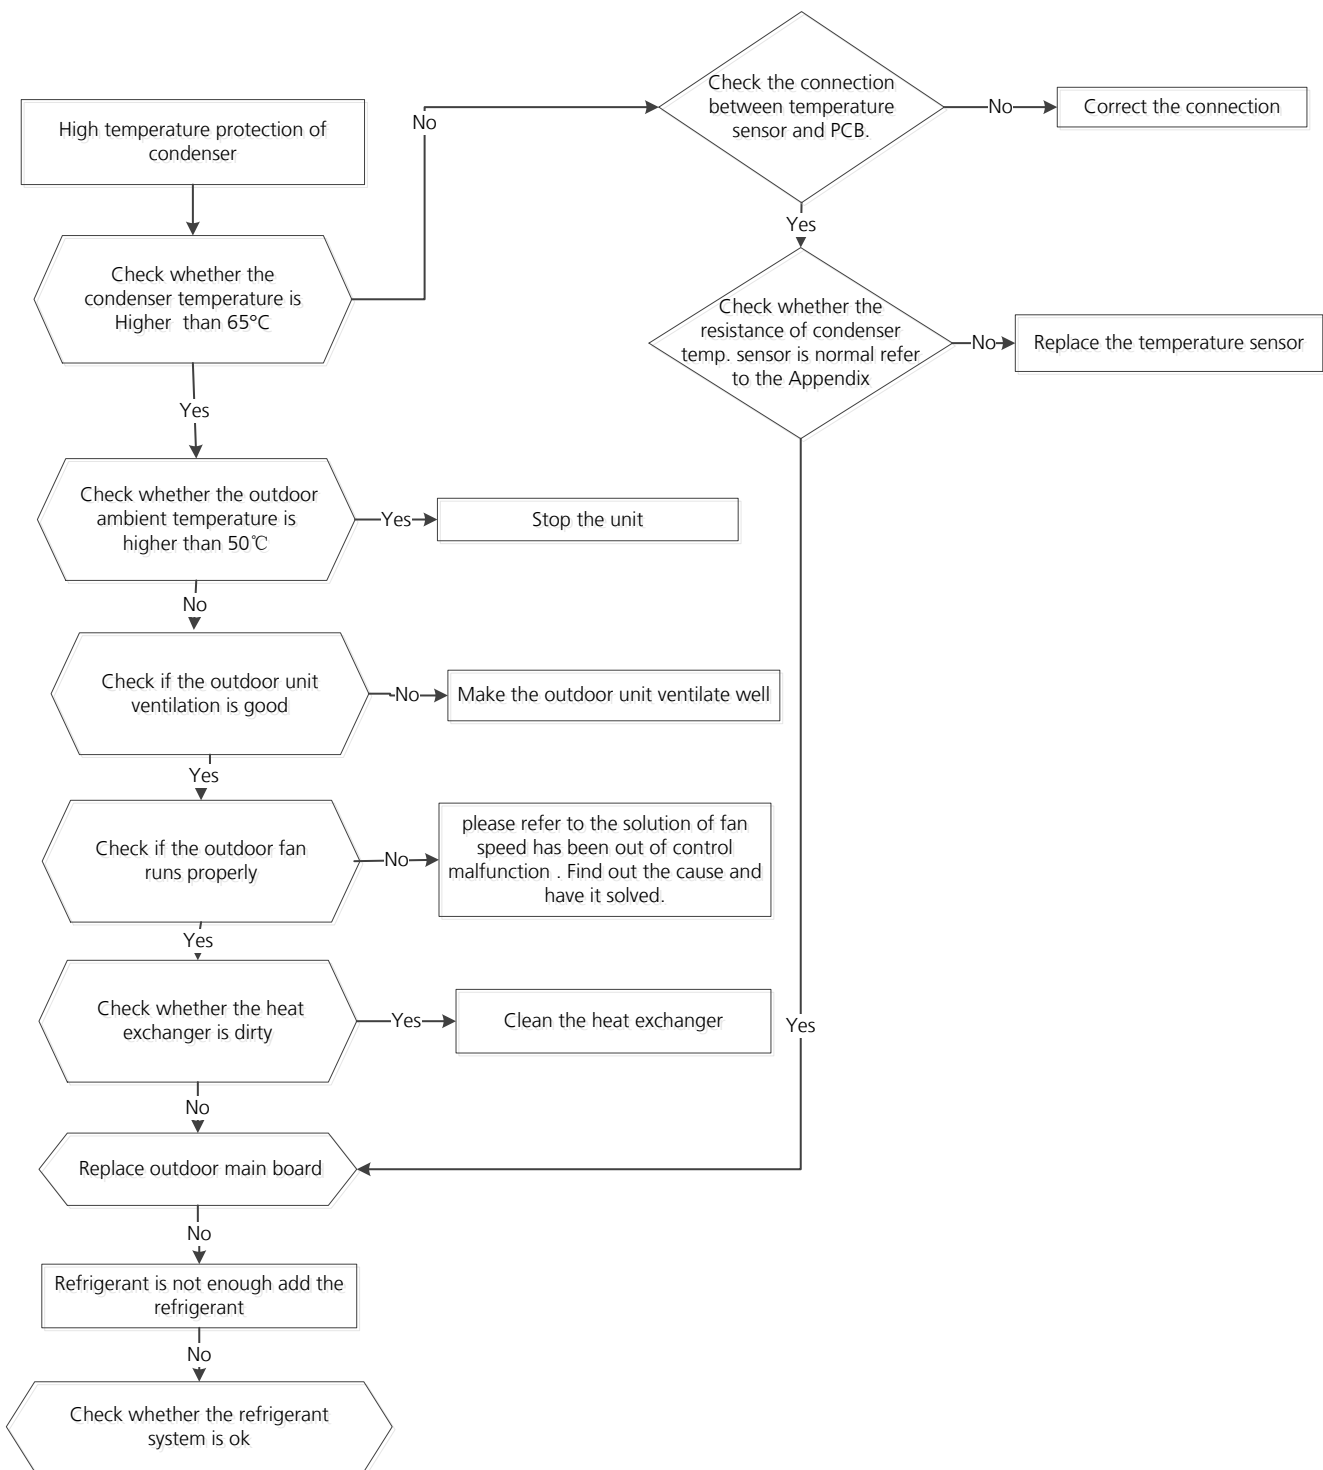 High temperature protection of
condenser
Check whether the
condenser temperature is
Higher  than 65°C
No
Check the connection
between temperature
sensor and PCB.
No
Correct the connection
Yes
Check whether the
resistance of condenser
temp. sensor is normal refer
to the Appendix
No
Replace the temperature sensor
Yes
Check whether the outdoor
ambient temperature is
higher than 50℃
Yes
Stop the unit
No
Check if the outdoor unit
ventilation is good
No
Make the outdoor unit ventilate well
Yes
Check if the outdoor fan
runs properly
No
please refer to the solution of fan
speed has been out of control
malfunction . Find out the cause and
have it solved.
Yes
Check whether the heat
exchanger is dirty
Yes
Clean the heat exchanger
Yes
No
Replace outdoor main board
No
Refrigerant is not enough add the
refrigerant
No
Check whether the refrigerant
system is ok